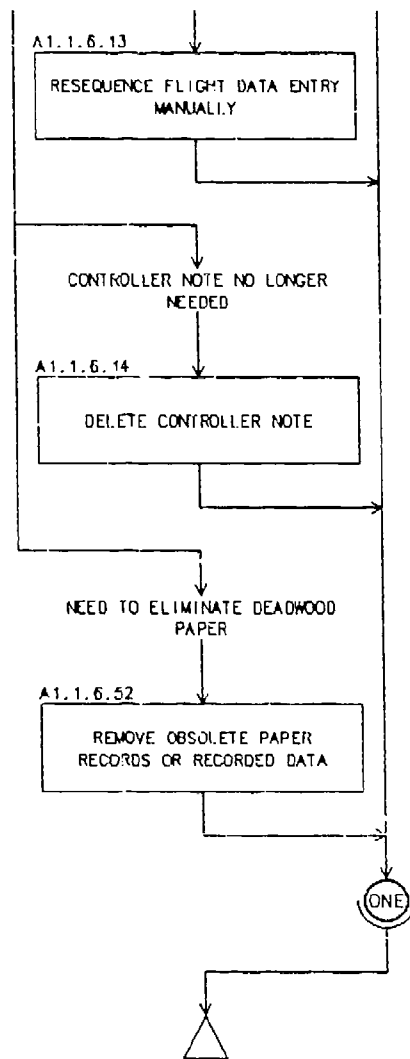 A1.1.6.13
RESEQUENCE FLIGHT DATA ENTRY
MANUALLY
CONTROLLER NOTE NO LONGER
NEEDED
A1.1.6.14
DELETE CONTROLLER NOTE
NEED TO ELIMINATE DEADWOOD
PAPER
A1.1.6.52
REMOVE OBSOLETE PAPER
RECORDS OR RECORDED DATA
ONE